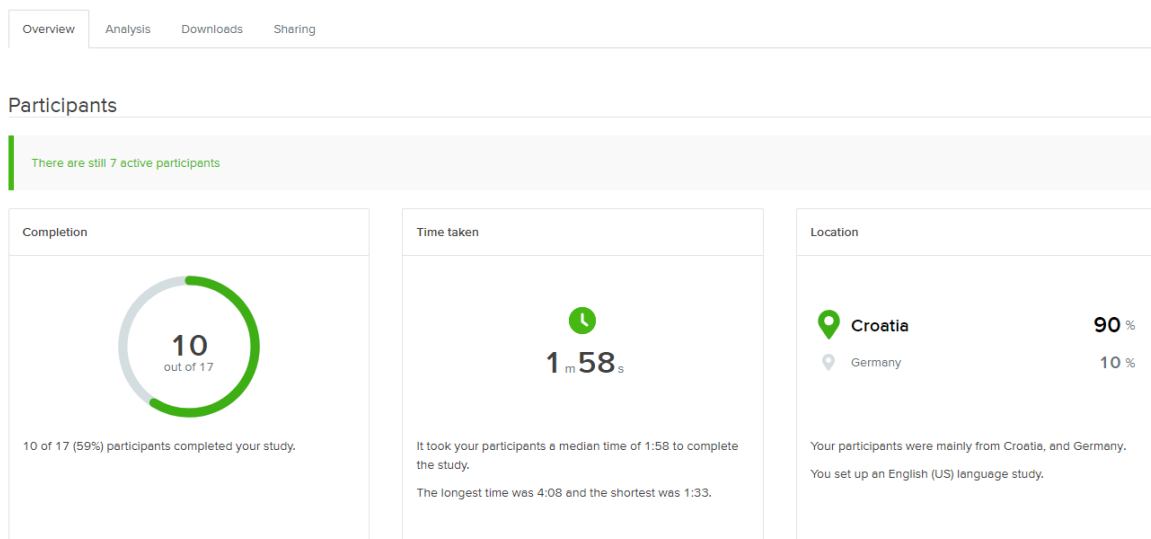 Overview Analysis Downloads Sharing
Participants
There are still 7 active participants
Completion
10
out of 17
10 of 17 (59%) participants completed your study.
Time taken
1 m 58 s
It took your participants a median time of 1:58 to complete
the study.
The longest time was 4:08 and the shortest was 1:33.
Location
Croatia 90 %
Germany 10 %
Your participants were mainly from Croatia, and Germany.
You set up an English (US) language study.